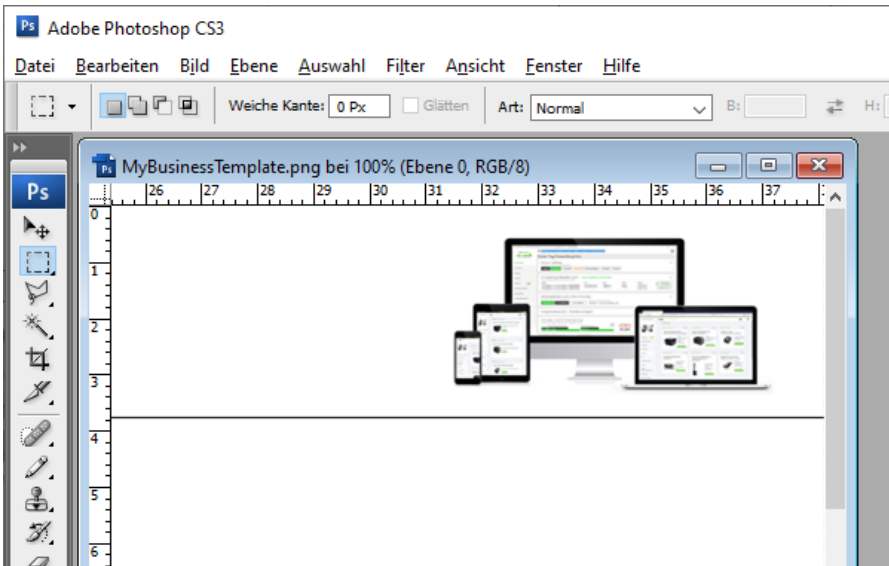 Ps Adobe Photoshop CS3
Datei Bearbeiten Bild Ebene Auswahl Filter Ansicht Fenster Hilfe
Weiche Kante: 0 Px Glätten Art: Normal B: H:
MyBusinessTemplate.png bei 100% (Ebene 0, RGB/8)
Ps
26 27 28 29 30 31 32 33 34 35 36 37
0
1
2
3
4
5
6